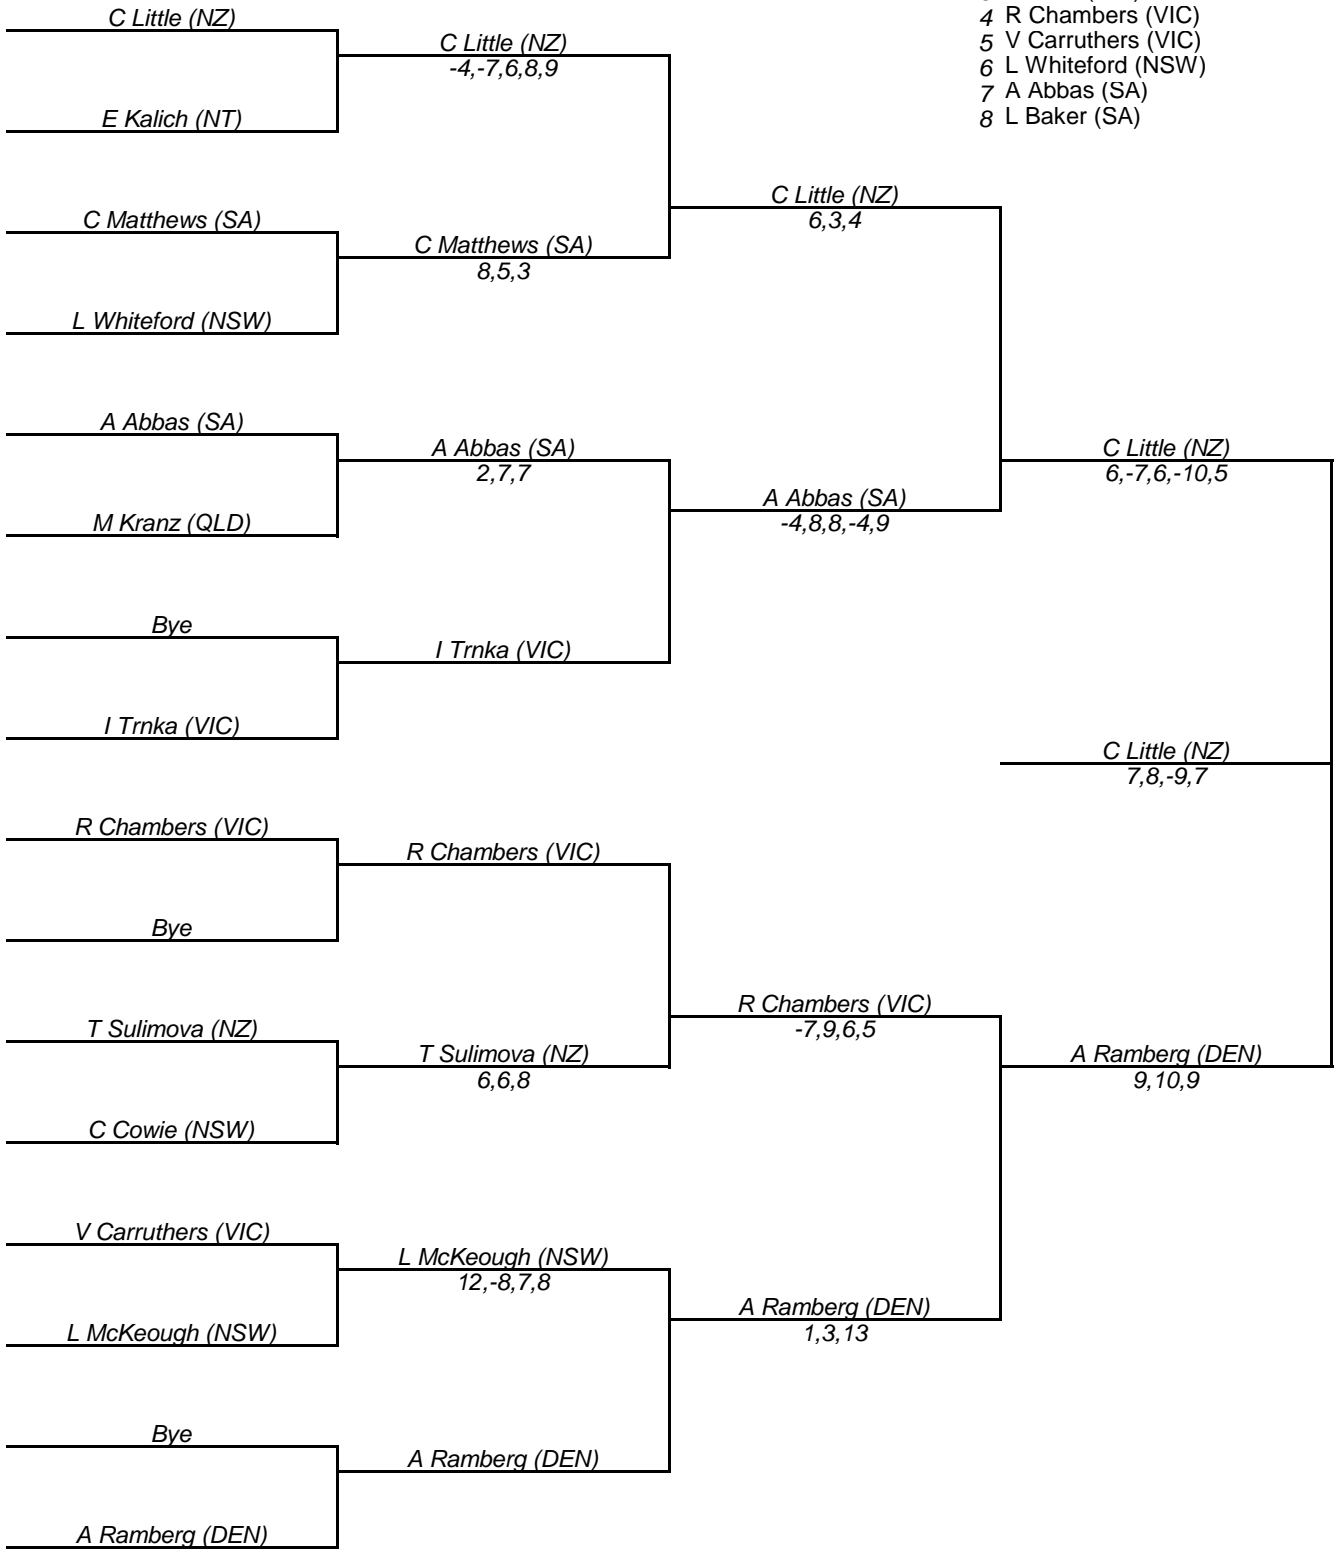 C Little (NZ)
E Kalich (NT)
C Matthews (SA)
L Whiteford (NSW)
A Abbas (SA)
M Kranz (QLD)
Bye
I Trnka (VIC)
R Chambers (VIC)
Bye
T Sulimova (NZ)
C Cowie (NSW)
V Carruthers (VIC)
L McKeough (NSW)
Bye
A Ramberg (DEN)
C Little (NZ)
-4,-7,6,8,9
C Matthews (SA)
8,5,3
A Abbas (SA)
2,7,7
I Trnka (VIC)
R Chambers (VIC)
T Sulimova (NZ)
6,6,8
L McKeough (NSW)
12,-8,7,8
A Ramberg (DEN)
C Little (NZ)
6,3,4
A Abbas (SA)
-4,8,8,-4,9
R Chambers (VIC)
-7,9,6,5
A Ramberg (DEN)
1,3,13
4 R Chambers (VIC)
5 V Carruthers (VIC)
6 L Whiteford (NSW)
7 A Abbas (SA)
8 L Baker (SA)
C Little (NZ)
6,-7,6,-10,5
C Little (NZ)
7,8,-9,7
A Ramberg (DEN)
9,10,9